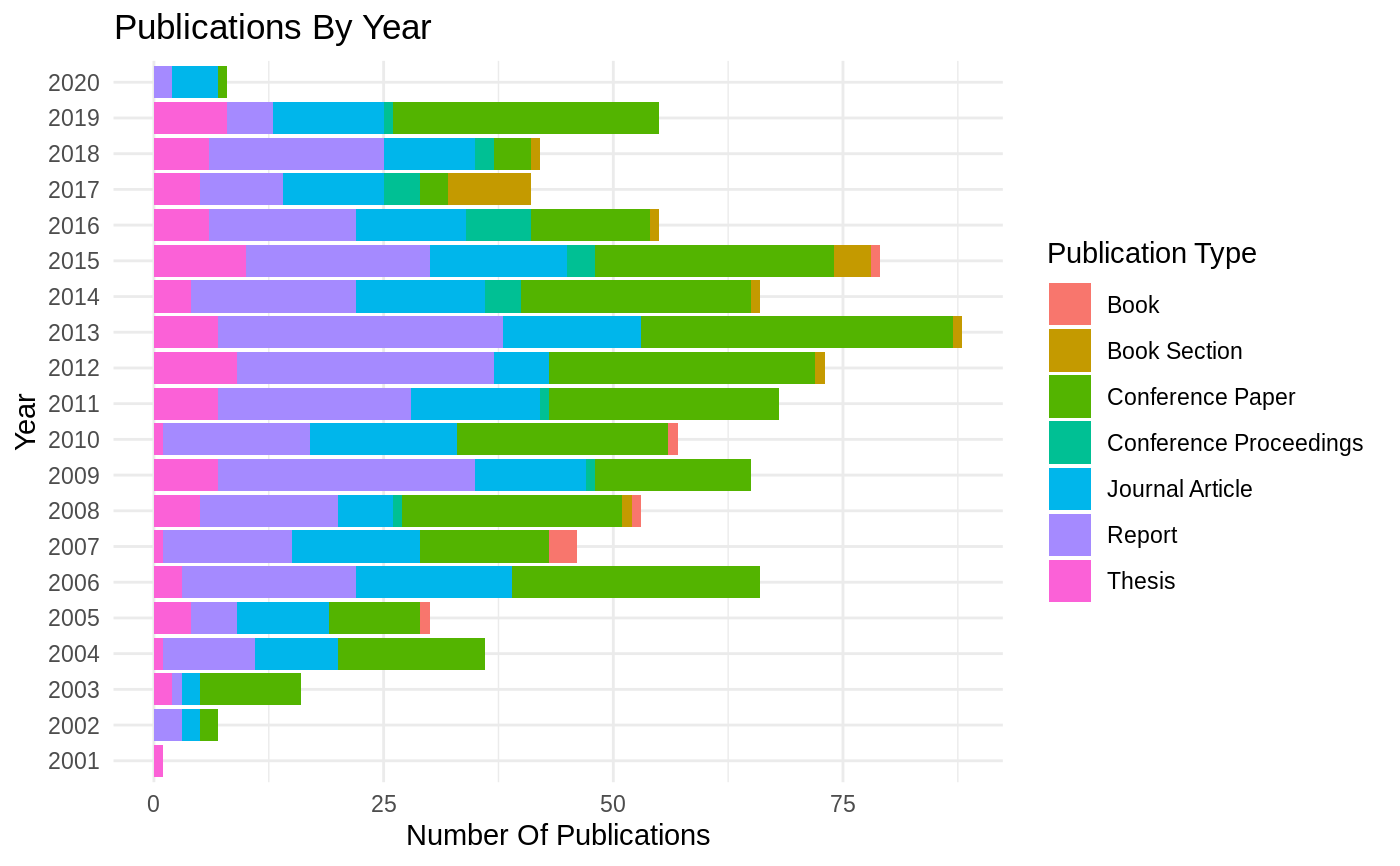 Publications By Year
Year
2020
2019
2018
2017
2016
2015
2014
2013
2012
2011
2010
2009
2008
2007
2006
2005
2004
2003
2002
2001
0 25 50 75
Number Of Publications
Publication Type
Book
Book Section
Conference Paper
Conference Proceedings
Journal Article
Report
Thesis